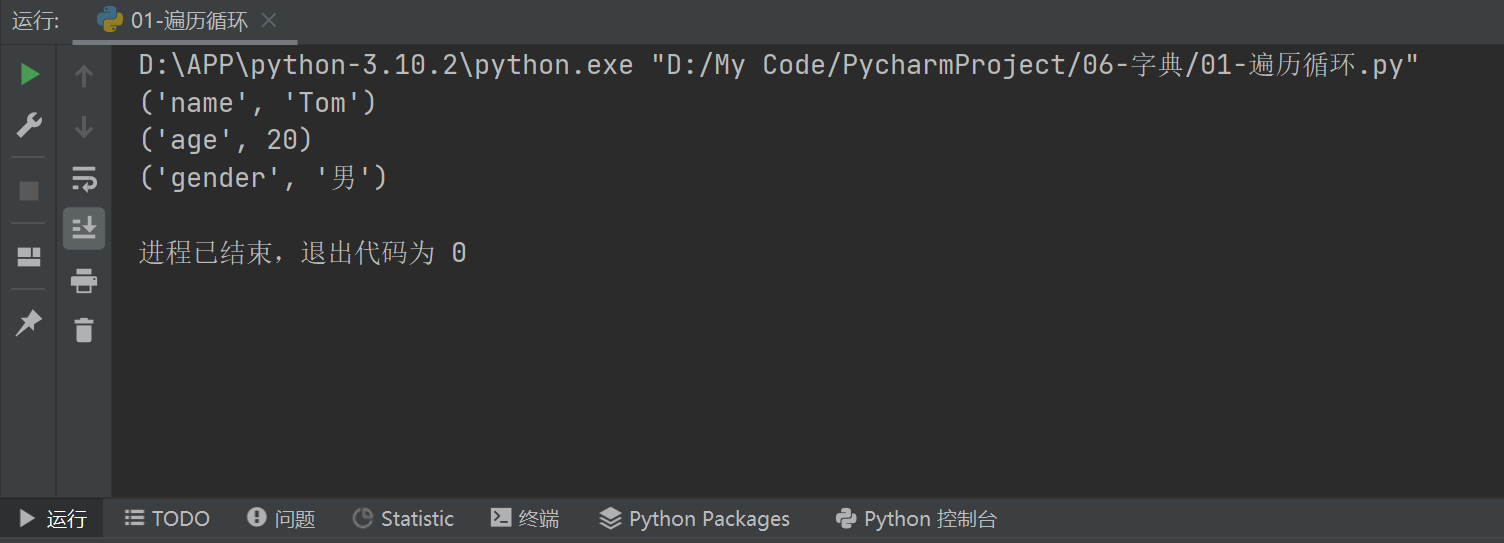 运行: 01-遍历循环
D:\APP\python-3.10.2\python.exe "D:/My Code/PycharmProject/06-字典/01-遍历循环.py"
('name', 'Tom')
('age', 20)
('gender', '男')
进程已结束，退出代码为 0
运行 TODO 问题 Statistic 终端 Python Packages Python 控制台